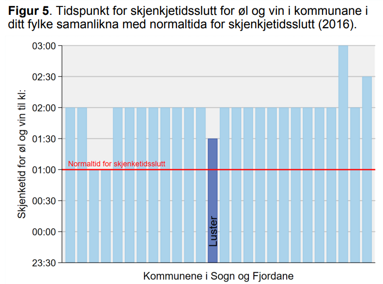 Figur 5. Tidspunkt for skjenkjetidsslutt for øl og vin i kommunane i
ditt fylke samanlikna med normaltida for skjenkjetidsslutt (2016).
Skjenketid for øl og vin til kl:
03:00
02:30
02:00
01:30
01:00
00:30
00:00
23:30
Normaltid for skjenketidsslutt
Luster
Kommunene i Sogn og Fjordane